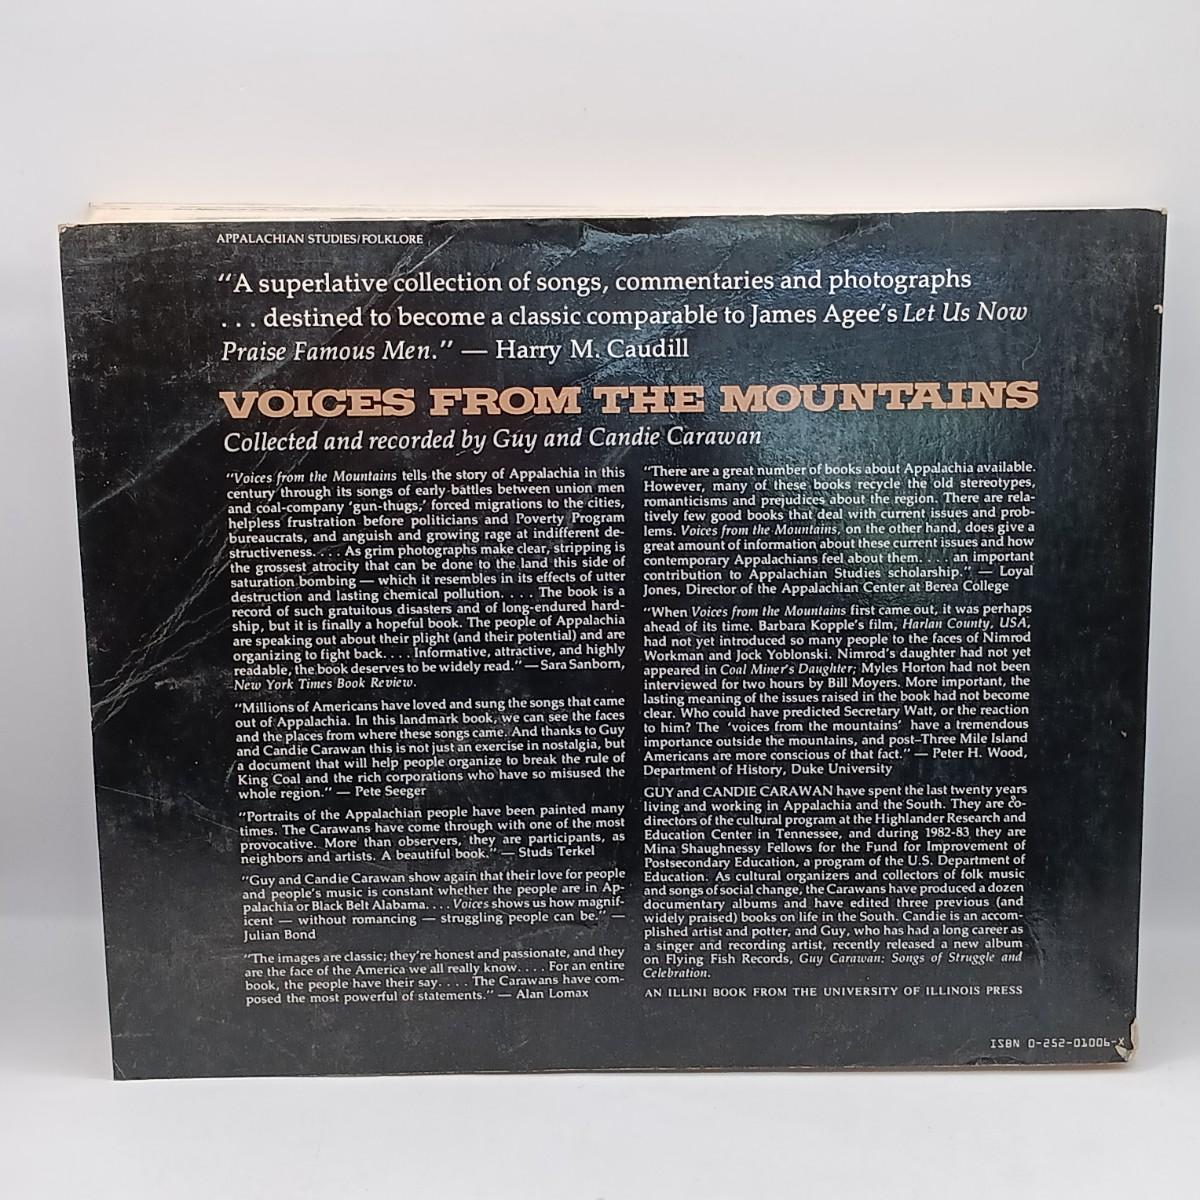 APPALACHIAN STUDIES/FOLKLORE
"A superlative collection of songs, commentaries and photographs
. . . destined to become a classic comparable to James Agee's Let Us Now
Praise Famous Men." — Harry M. Caudill
VOICES FROM THE MOUNTAINS
Collected and recorded by Guy and Candie Carawan
"Voices from the Mountains tells the story of Appalachia in this
century through its songs of early battles between union men
and coal-company 'gun-thugs,' forced migrations to the cities,
helpless frustration before politicians and Poverty Program
bureaucrats, and anguish and growing rage at indifferent de-
structiveness. . . . As grim photographs make clear, stripping is
the grossest atrocity that can be done to the land this side of
saturation bombing — which it resembles in its effects of utter
destruction and lasting chemical pollution. . . . The book is a
record of such gratuitous disasters and of long-endured hard-
ship, but it is finally a hopeful book. The people of Appalachia
are speaking out about their plight (and their potential) and are
organizing to fight back. . . . Informative, attractive, and highly
readable, the book deserves to be widely read." — Sara Sanborn,
New York Times Book Review.
"Millions of Americans have loved and sung the songs that came
out of Appalachia. In this landmark book, we can see the faces
and the places from where these songs came. And thanks to Guy
and Candie Carawan this is not just an exercise in nostalgia, but
a document that will help people organize to break the rule of
King Coal and the rich corporations who have so misused the
whole region." — Pete Seeger
"Portraits of the Appalachian people have been painted many
times. The Carawans have come through with one of the most
provocative. More than observers, they are participants, as
neighbors and artists. A beautiful book." — Studs Terkel
"Guy and Candie Carawan show again that their love for people
and people's music is constant whether the people are in Ap-
palachia or Black Belt Alabama. . . . Voices shows us how magnif-
icent — without romancing — struggling people can be." —
Julian Bond
"The images are classic; they're honest and passionate, and they
are the face of the America we all really know. . . . For an entire
book, the people have their say. . . . The Carawans have com-
posed the most powerful of statements." — Alan Lomax
"There are a great number of books about Appalachia available.
However, many of these books recycle the old stereotypes,
romanticisms and prejudices about the region. There are rela-
tively few good books that deal with current issues and prob-
lems. Voices from the Mountains, on the other hand, does give a
great amount of information about these current issues and how
contemporary Appalachians feel about them. . . . an important
contribution to Appalachian Studies scholarship." — Loyal
Jones, Director of the Appalachian Center at Berea College
"When Voices from the Mountains first came out, it was perhaps
ahead of its time. Barbara Kopple's film, Harlan County, USA,
had not yet introduced so many people to the faces of Nimrod
Workman and Jock Yoblonski. Nimrod's daughter had not yet
appeared in Coal Miner's Daughter; Myles Horton had not been
interviewed for two hours by Bill Moyers. More important, the
lasting meaning of the issues raised in the book had not become
clear. Who could have predicted Secretary Watt, or the reaction
to him? The 'voices from the mountains' have a tremendous
importance outside the mountains, and post–Three Mile Island
Americans are more conscious of that fact." — Peter H. Wood,
Department of History, Duke University
GUY and CANDIE CARAWAN have spent the last twenty years
living and working in Appalachia and the South. They are co-
directors of the cultural program at the Highlander Research and
Education Center in Tennessee, and during 1982-83 they are
Mina Shaughnessy Fellows for the Fund for Improvement of
Postsecondary Education, a program of the U.S. Department of
Education. As cultural organizers and collectors of folk music
and songs of social change, the Carawans have produced a dozen
documentary albums and have edited three previous (and
widely praised) books on life in the South. Candie is an accom-
plished artist and potter, and Guy, who has had a long career as
a singer and recording artist, recently released a new album
on Flying Fish Records, Guy Carawan: Songs of Struggle and
Celebration.
AN ILLINI BOOK FROM THE UNIVERSITY OF ILLINOIS PRESS
ISBN 0-252-01006-X